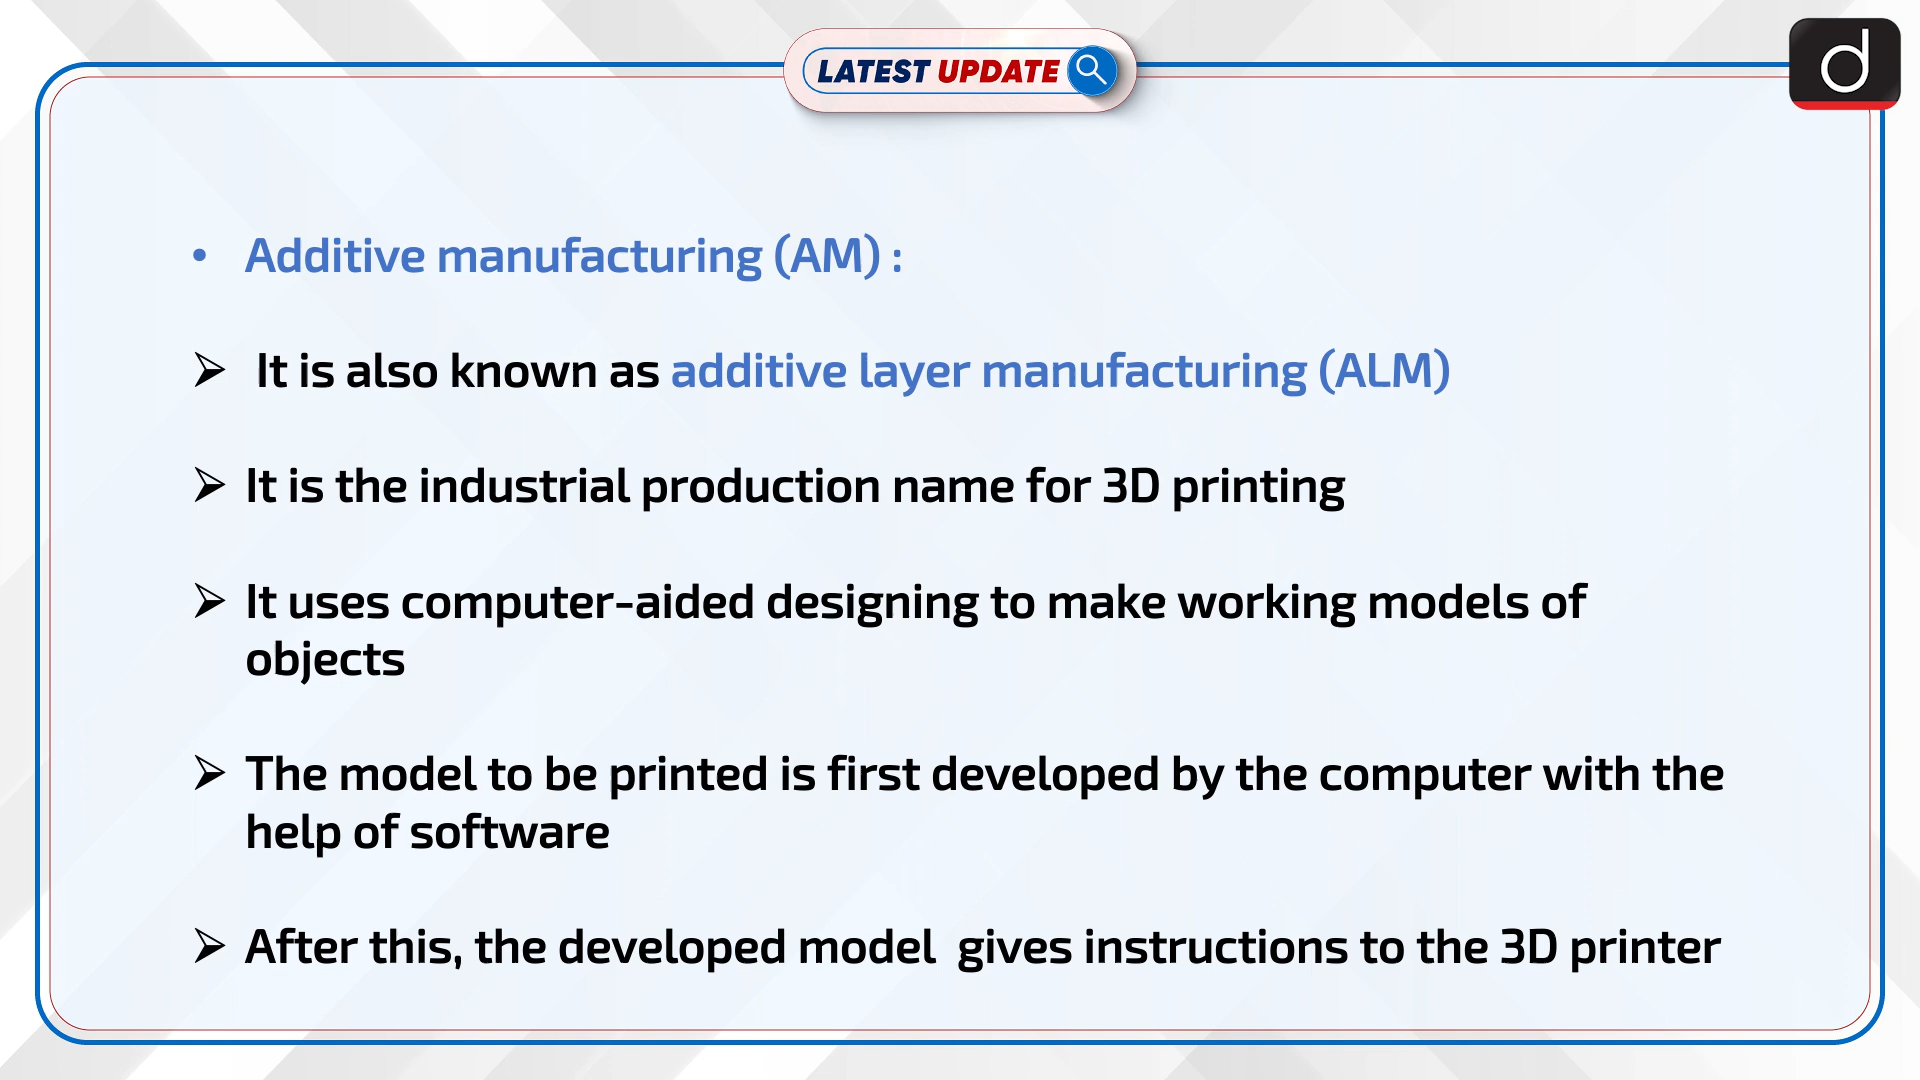 LATEST UPDATE
d
• Additive manufacturing (AM) :
➢ It is also known as additive layer manufacturing (ALM)
➢ It is the industrial production name for 3D printing
➢ It uses computer-aided designing to make working models of
objects
➢ The model to be printed is first developed by the computer with the
help of software
➢ After this, the developed model  gives instructions to the 3D printer